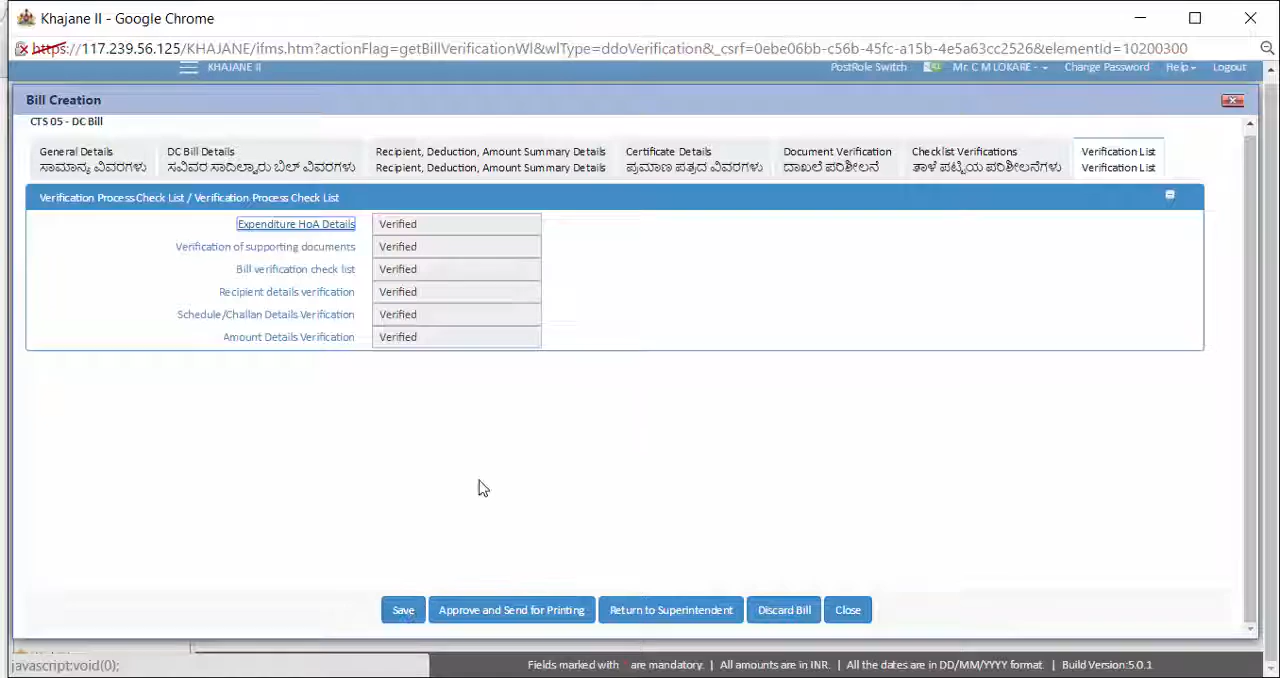 Khajane II - Google Chrome
https://117.239.56.125/KHAJANE/ifms.htm?actionFlag=getBillVerificationWl&wlType=ddoVerification&_csrf=0ebe06bb-c56b-45fc-a15b-4e5a63cc2526&elementId=10200300
KHAJANE II PostRole Switch Mr. C M LOKARE - Change Password Help Logout
Bill Creation
CTS 05 - DC Bill
General Details DC Bill Details Recipient, Deduction, Amount Summary Details Certificate Details Document Verification Checklist Verifications Verification List
ಸಾಮಾನ್ಯ ವಿವರಗಳು ಸವಿವರ ಸಾದಿಲ್ವಾರು ಬಿಲ್ ವಿವರಗಳು Recipient, Deduction, Amount Summary Details ಪ್ರಮಾಣ ಪತ್ರದ ವಿವರಗಳು ದಾಖಲೆ ಪರಿಶೀಲನೆ ತಾಳೆ ಪಟ್ಟಿಯ ಪರಿಶೀಲನೆಗಳು Verification List
Verification Process Check List / Verification Process Check List
Expenditure HoA Details Verified
Verification of supporting documents Verified
Bill verification check list Verified
Recipient details verification Verified
Schedule/Challan Details Verification Verified
Amount Details Verification Verified
Save Approve and Send for Printing Return to Superintendent Discard Bill Close
javascript:void(0); Fields marked with * are mandatory. | All amounts are in INR. | All the dates are in DD/MM/YYYY format. | Build Version:5.0.1